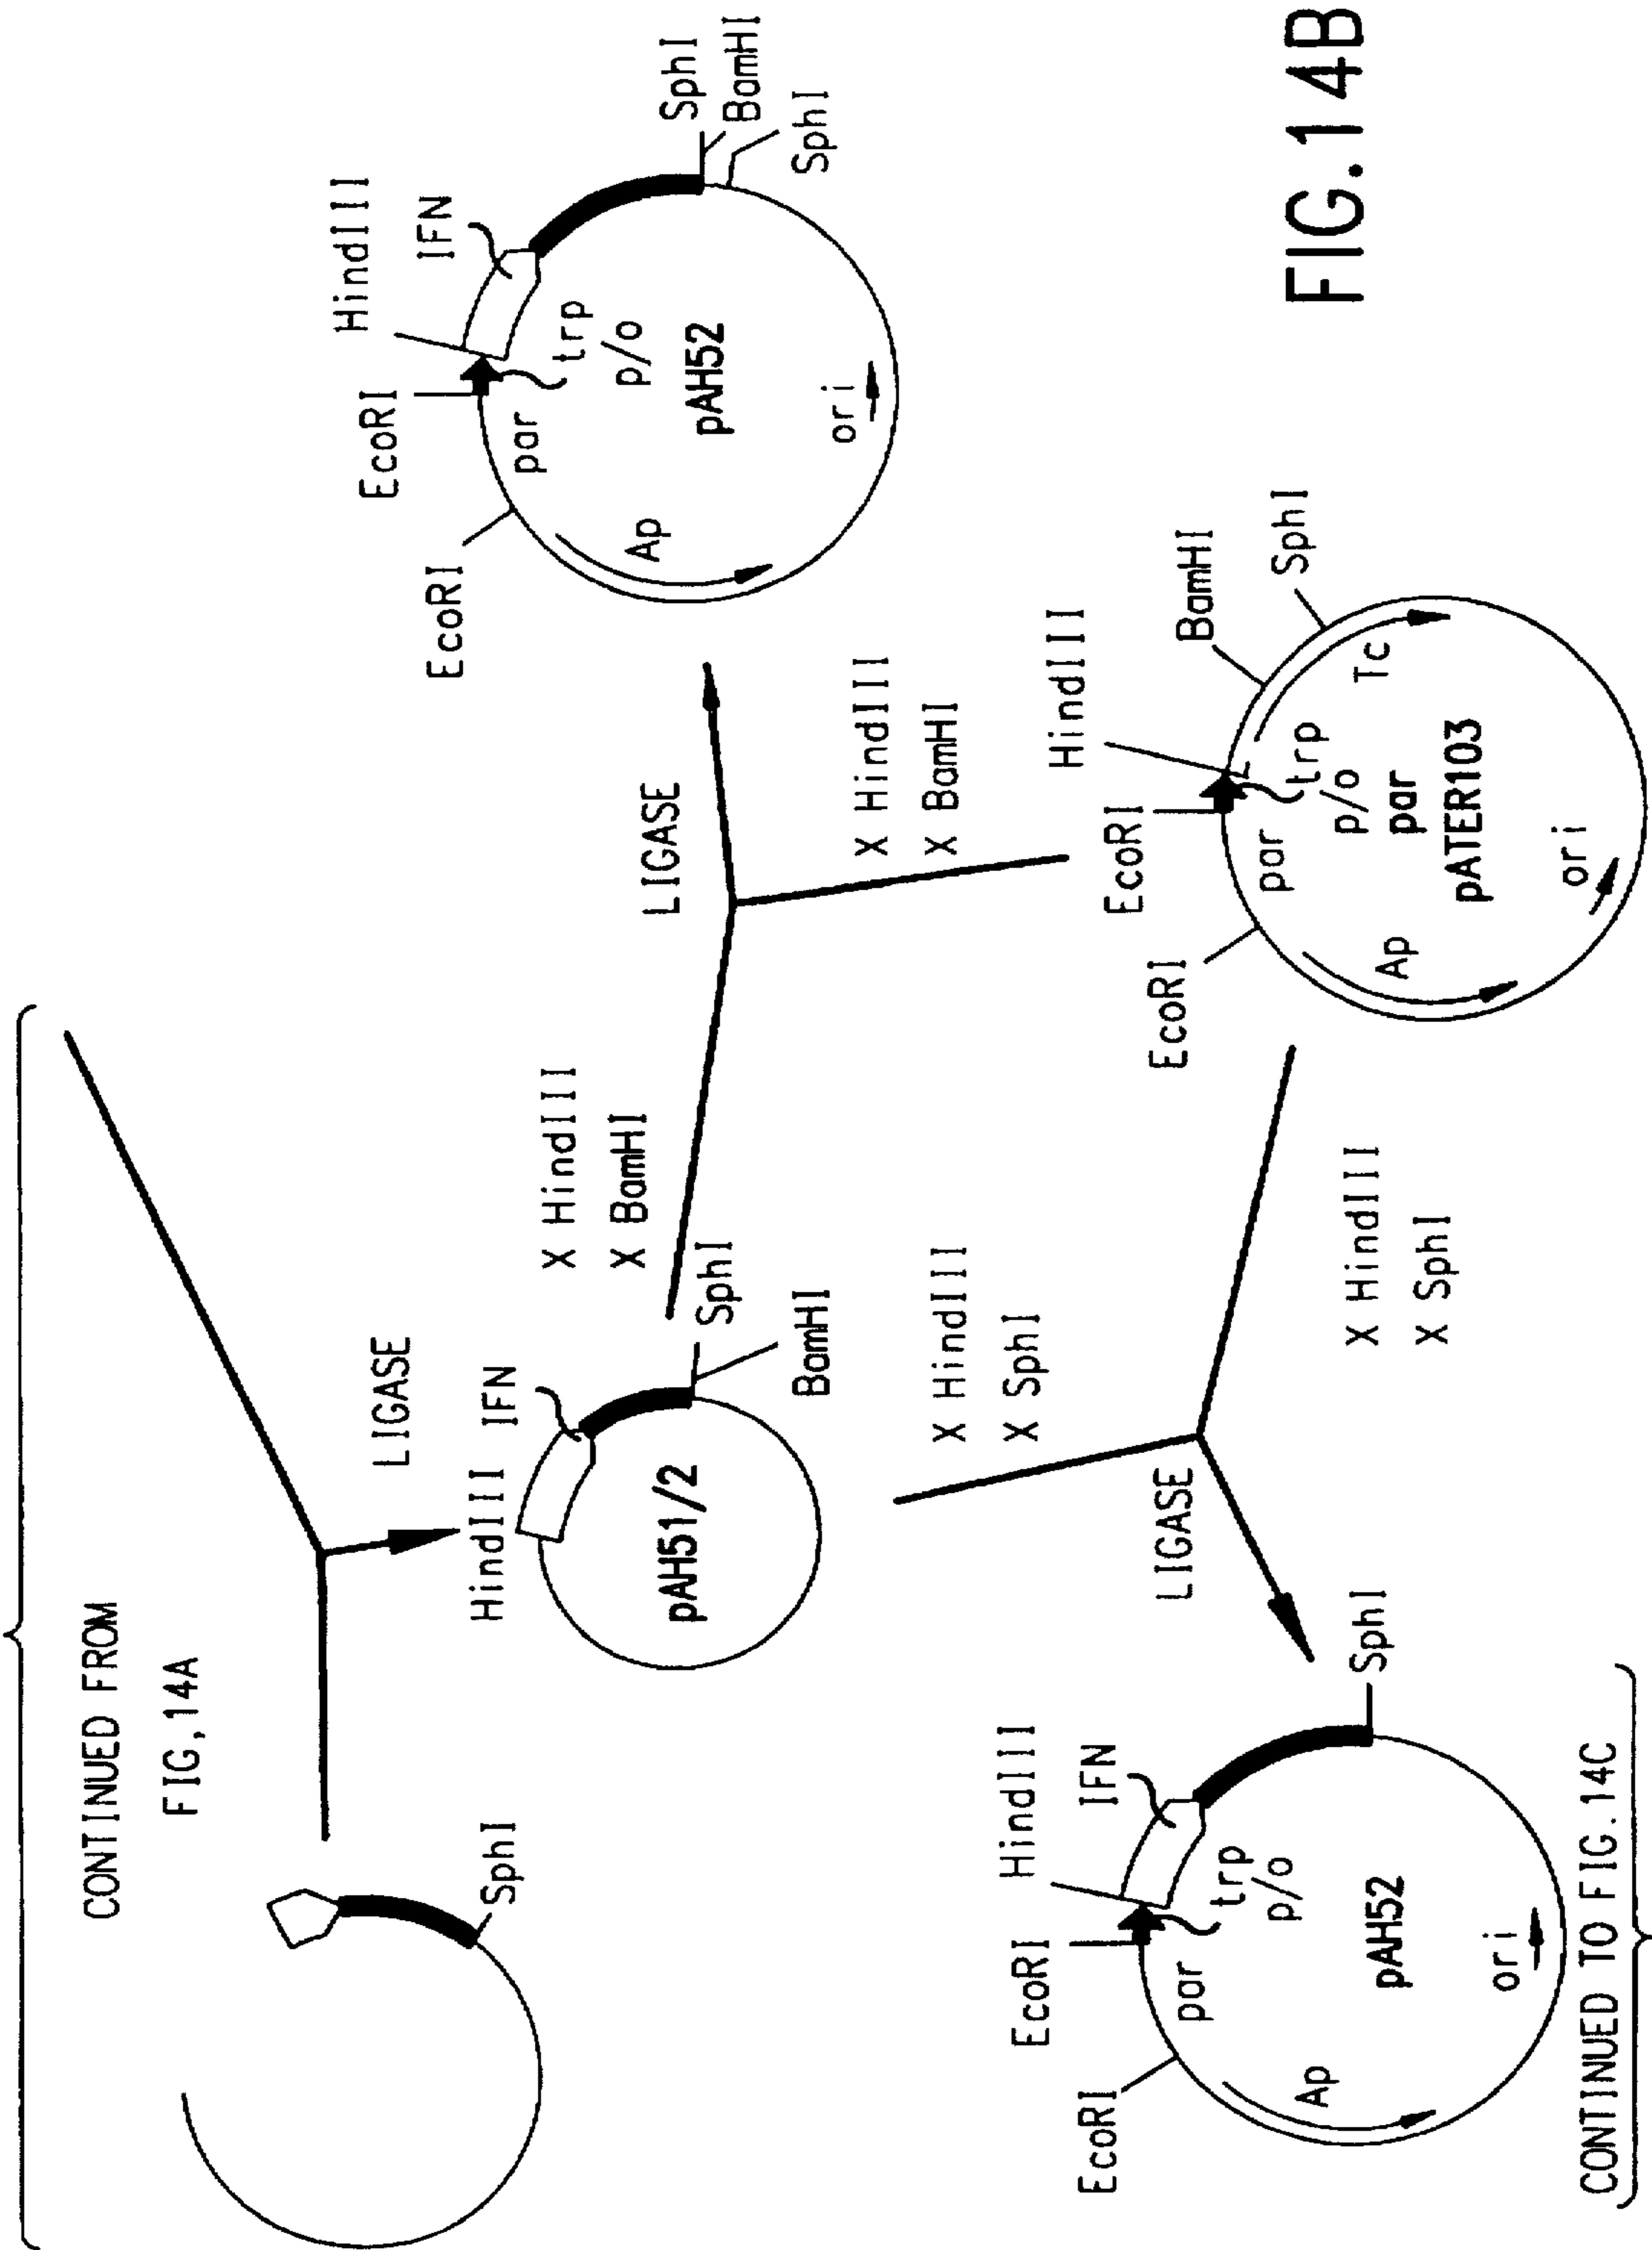 CONTINUED FROM
FIG,14A
SphI
LIGASE
HindIII
IFN
pAH51/2
SphI
BamHI
X HindIII
X BamHI
LIGASE
X HindIII
X BamHI
EcoRI
EcoRI
HindIII
IFN
SphI
BamHI
SphI
par
trp
p/o
Ap
pAH52
ori
X HindIII
X SphI
LIGASE
X HindIII
X SphI
EcoRI
EcoRI
HindIII
IFN
SphI
par
trp
p/o
Ap
pAH52
ori
EcoRI
EcoRI
HindIII
BamHI
SphI
par
trp
p/o
par
Ap
Tc
pATER103
ori
CONTINUED TO FIG.14C
FIG.14B